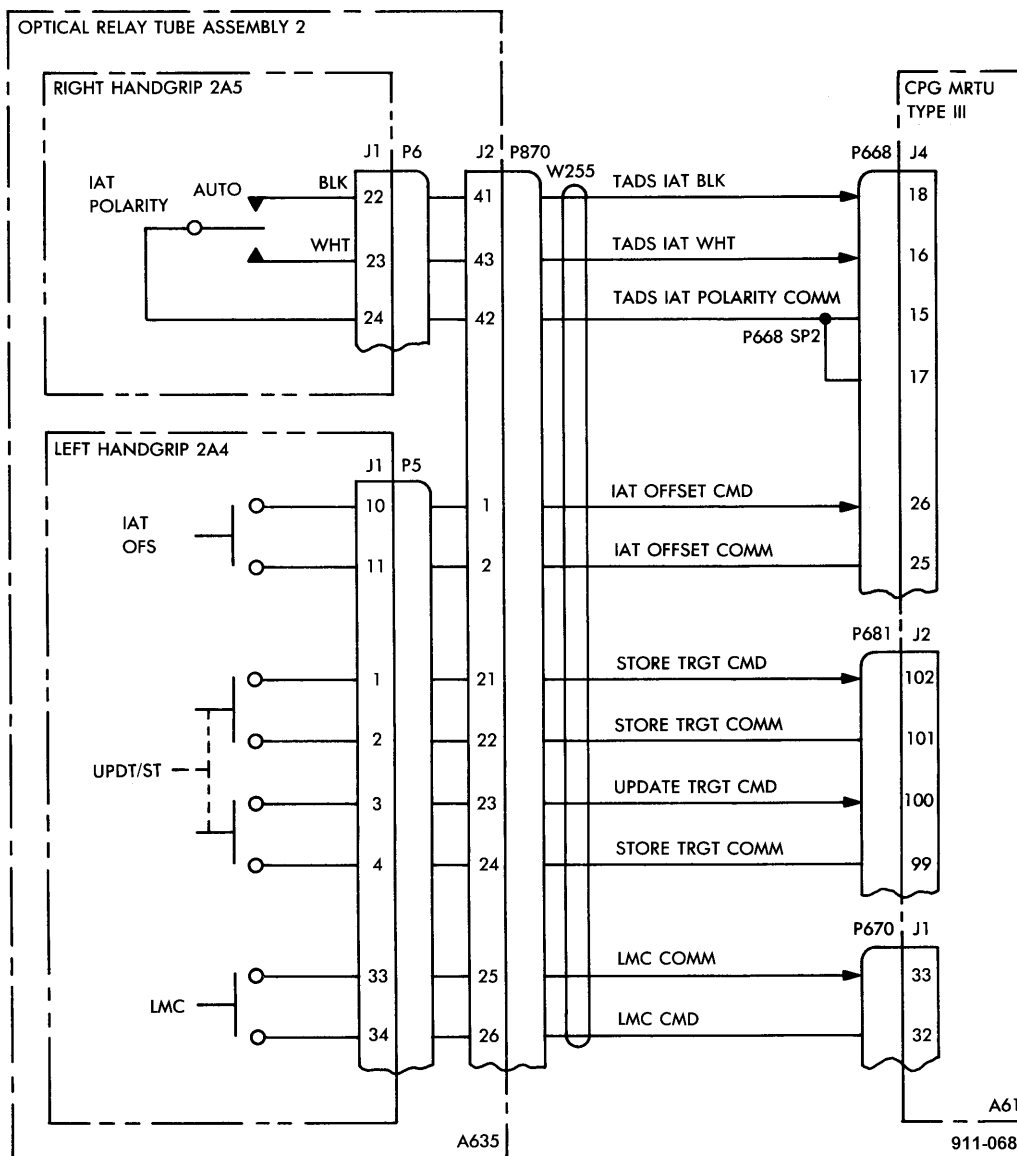 OPTICAL RELAY TUBE ASSEMBLY 2
RIGHT HANDGRIP 2A5
CPG MRTU
TYPE III
J1 P6 J2 P870 W255 P668 J4
IAT
POLARITY
AUTO
BLK 22 41 TADS IAT BLK 18
WHT 23 43 TADS IAT WHT 16
24 42 TADS IAT POLARITY COMM 15
P668 SP2
17
LEFT HANDGRIP 2A4
J1 P5
IAT
OFS
10 1 IAT OFFSET CMD 26
11 2 IAT OFFSET COMM 25
P681 J2
1 21 STORE TRGT CMD 102
2 22 STORE TRGT COMM 101
UPDT/ST
3 23 UPDATE TRGT CMD 100
4 24 STORE TRGT COMM 99
P670 J1
33 25 LMC COMM 33
LMC
34 26 LMC CMD 32
A635
A61
911-068